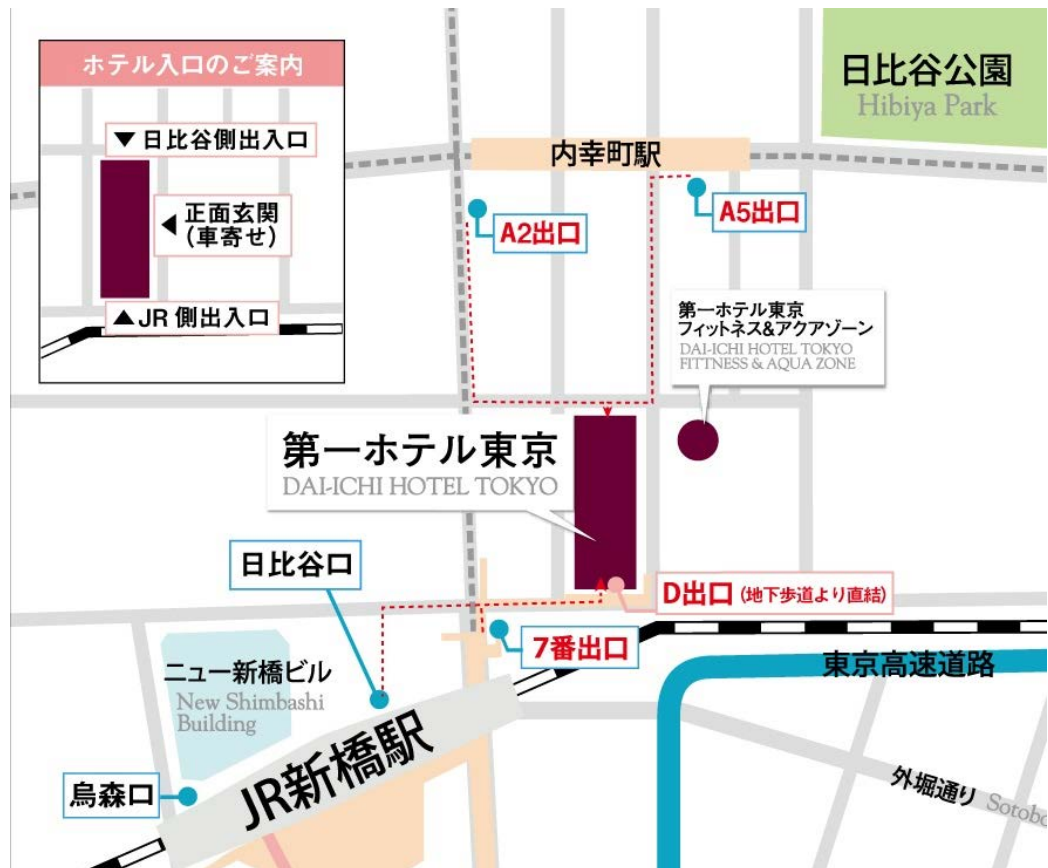 ホテル入口のご案内
▼日比谷側出入口
◀正面玄関
(車寄せ)
▲JR側出入口
日比谷公園
Hibiya Park
内幸町駅
A2出口
A5出口
第一ホテル東京
フィットネス&アクアゾーン
DAI-ICHI HOTEL TOKYO
FITTNESS & AQUA ZONE
第一ホテル東京
DAI-ICHI HOTEL TOKYO
日比谷口
D出口 (地下歩道より直結)
7番出口
東京高速道路
ニュー新橋ビル
New Shimbashi
Building
JR新橋駅
烏森口
外堀通り Sotobo